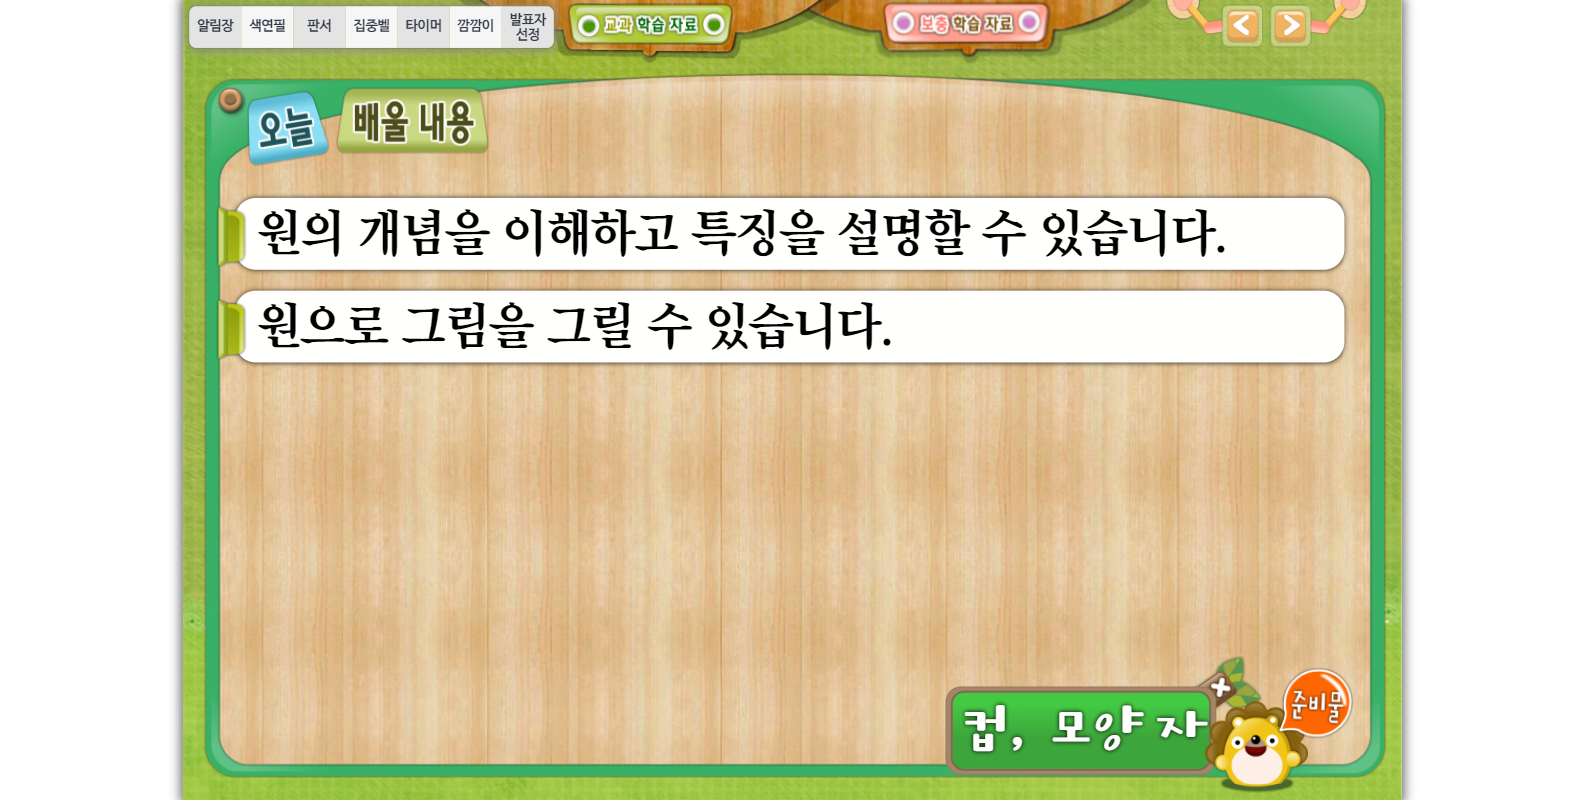 알림장 색연필 판서 집중벨 타이머 깜깜이 발표자
선정
교과 학습 자료
보충 학습 자료
오늘 배울 내용
원의 개념을 이해하고 특징을 설명할 수 있습니다.
원으로 그림을 그릴 수 있습니다.
컵, 모양 자
준비물